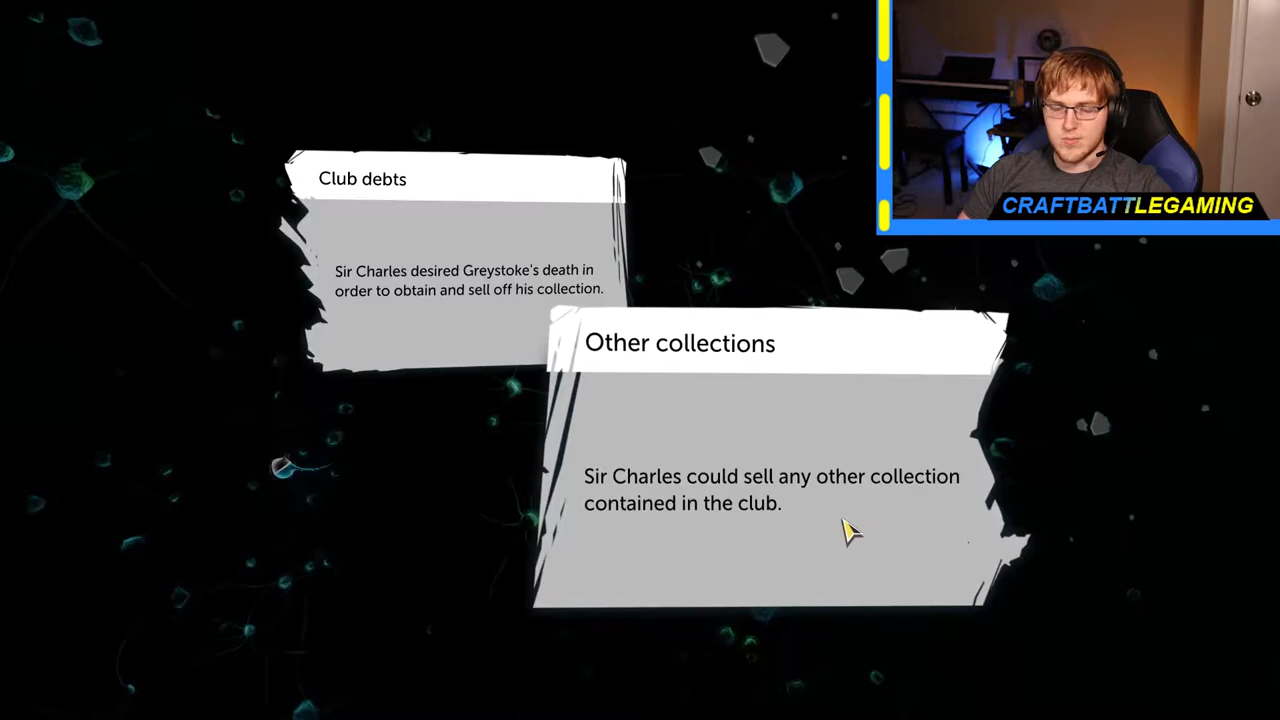 CRAFTBATTLEGAMING
Club debts
Sir Charles desired Greystoke's death in
order to obtain and sell off his collection.
Other collections
Sir Charles could sell any other collection
contained in the club.